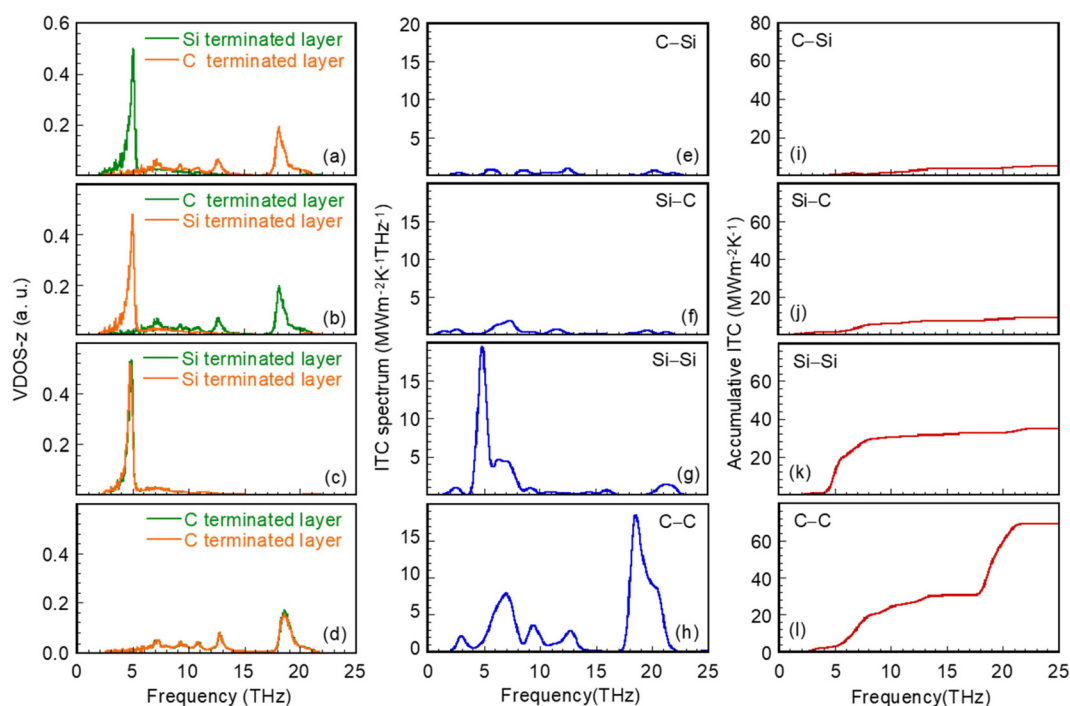 0.6
0.4
0.2
Si terminated layer
C terminated layer
(a)
0.4
0.2
C terminated layer
Si terminated layer
(b)
0.4
0.2
Si terminated layer
Si terminated layer
(c)
0.4
0.2
0.0
C terminated layer
C terminated layer
(d)
0 5 10 15 20 25
Frequency (THz)
VDOS-z (a. u.)
20
15
10
5
C–Si
(e)
15
10
5
Si–C
(f)
15
10
5
Si–Si
(g)
15
10
5
0
C–C
(h)
0 5 10 15 20 25
Frequency(THz)
ITC spectrum (MWm-2K-1THz-1)
80
60
40
20
C–Si
(i)
60
40
20
Si–C
(j)
60
40
20
Si–Si
(k)
60
40
20
0
C–C
(l)
0 5 10 15 20 25
Frequency(THz)
Accumulative ITC (MWm-2K-1)